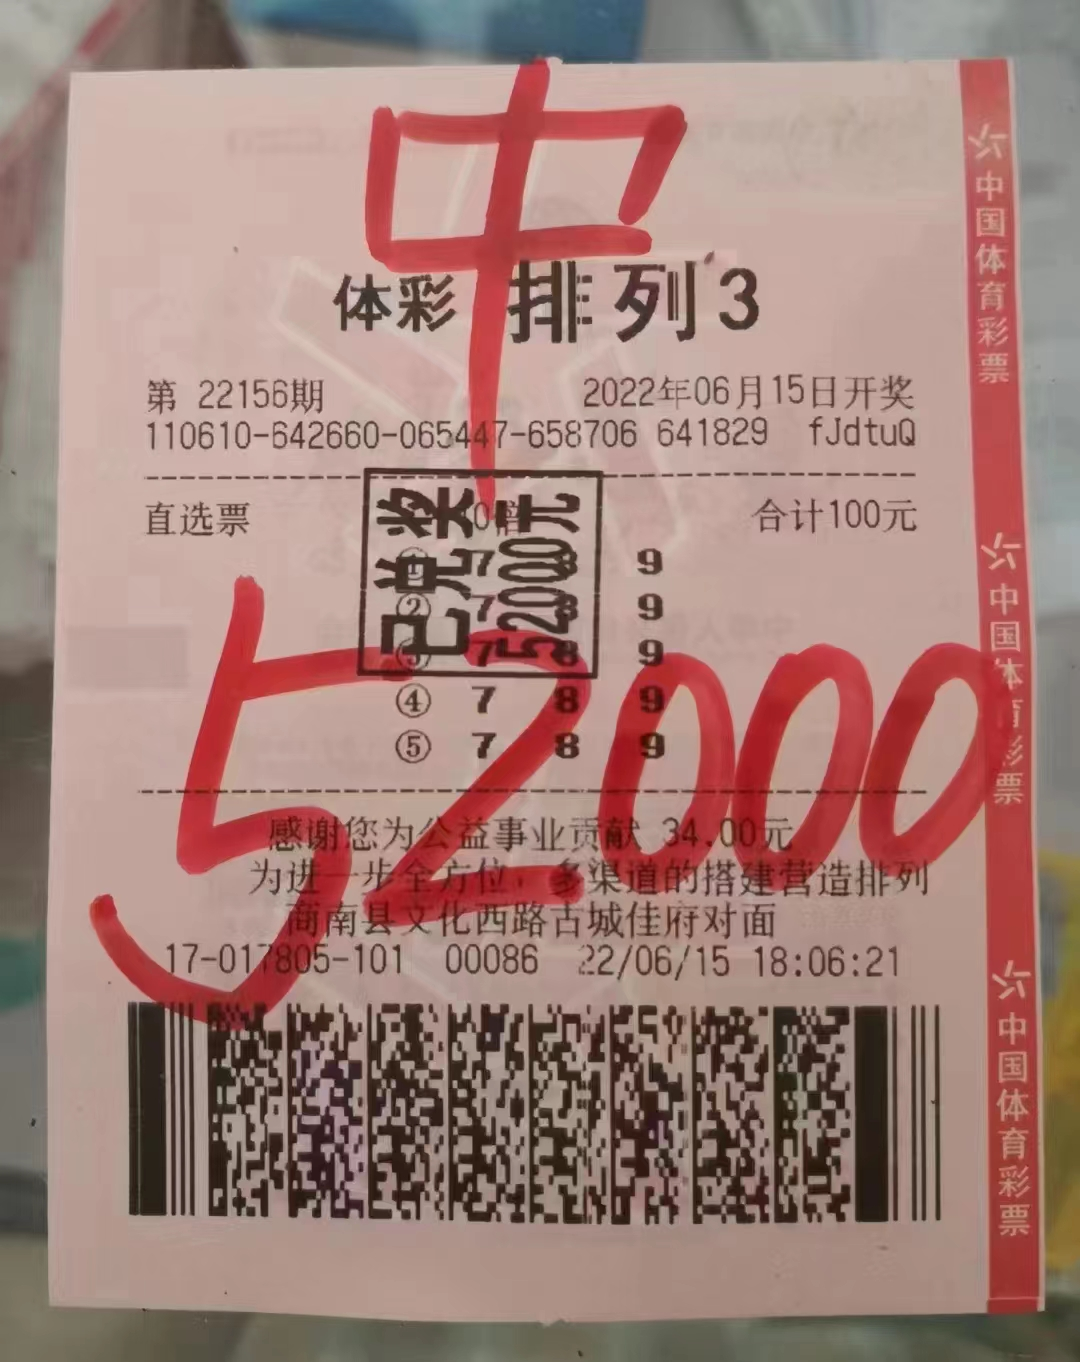 中
体彩 排列3
第 22156期 2022年06月15日开奖
110610-642660-065447-658706 641829 fJdtuQ
直选票 10倍 合计100元
① 7 8 9
② 7 8 9
③ 7 8 9
④ 7 8 9
⑤ 7 8 9
已兑奖
52000元
52000
感谢您为公益事业贡献 34.00元
为进一步全方位，多渠道的搭建营造排列
商南县文化西路古城佳府对面
17-017805-101 00086 22/06/15 18:06:21
中国体育彩票
中国体育彩票
中国体育彩票